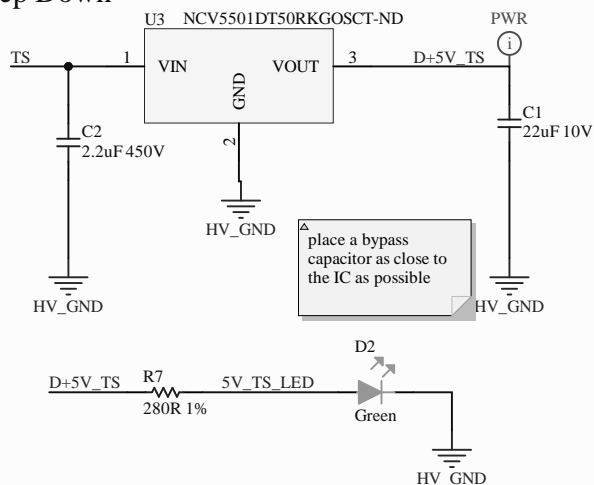 ep Down
U3 NCV5501DT50RKGOSCT-ND
PWR
i
TS
1
VIN
VOUT
3
D+5V_TS
GND
2
C2
2.2uF 450V
C1
22uF 10V
HV_GND
place a bypass
capacitor as close to
the IC as possible
HV_GND
HV_GND
D2
D+5V_TS
R7
5V_TS_LED
280R 1%
Green
HV_GND